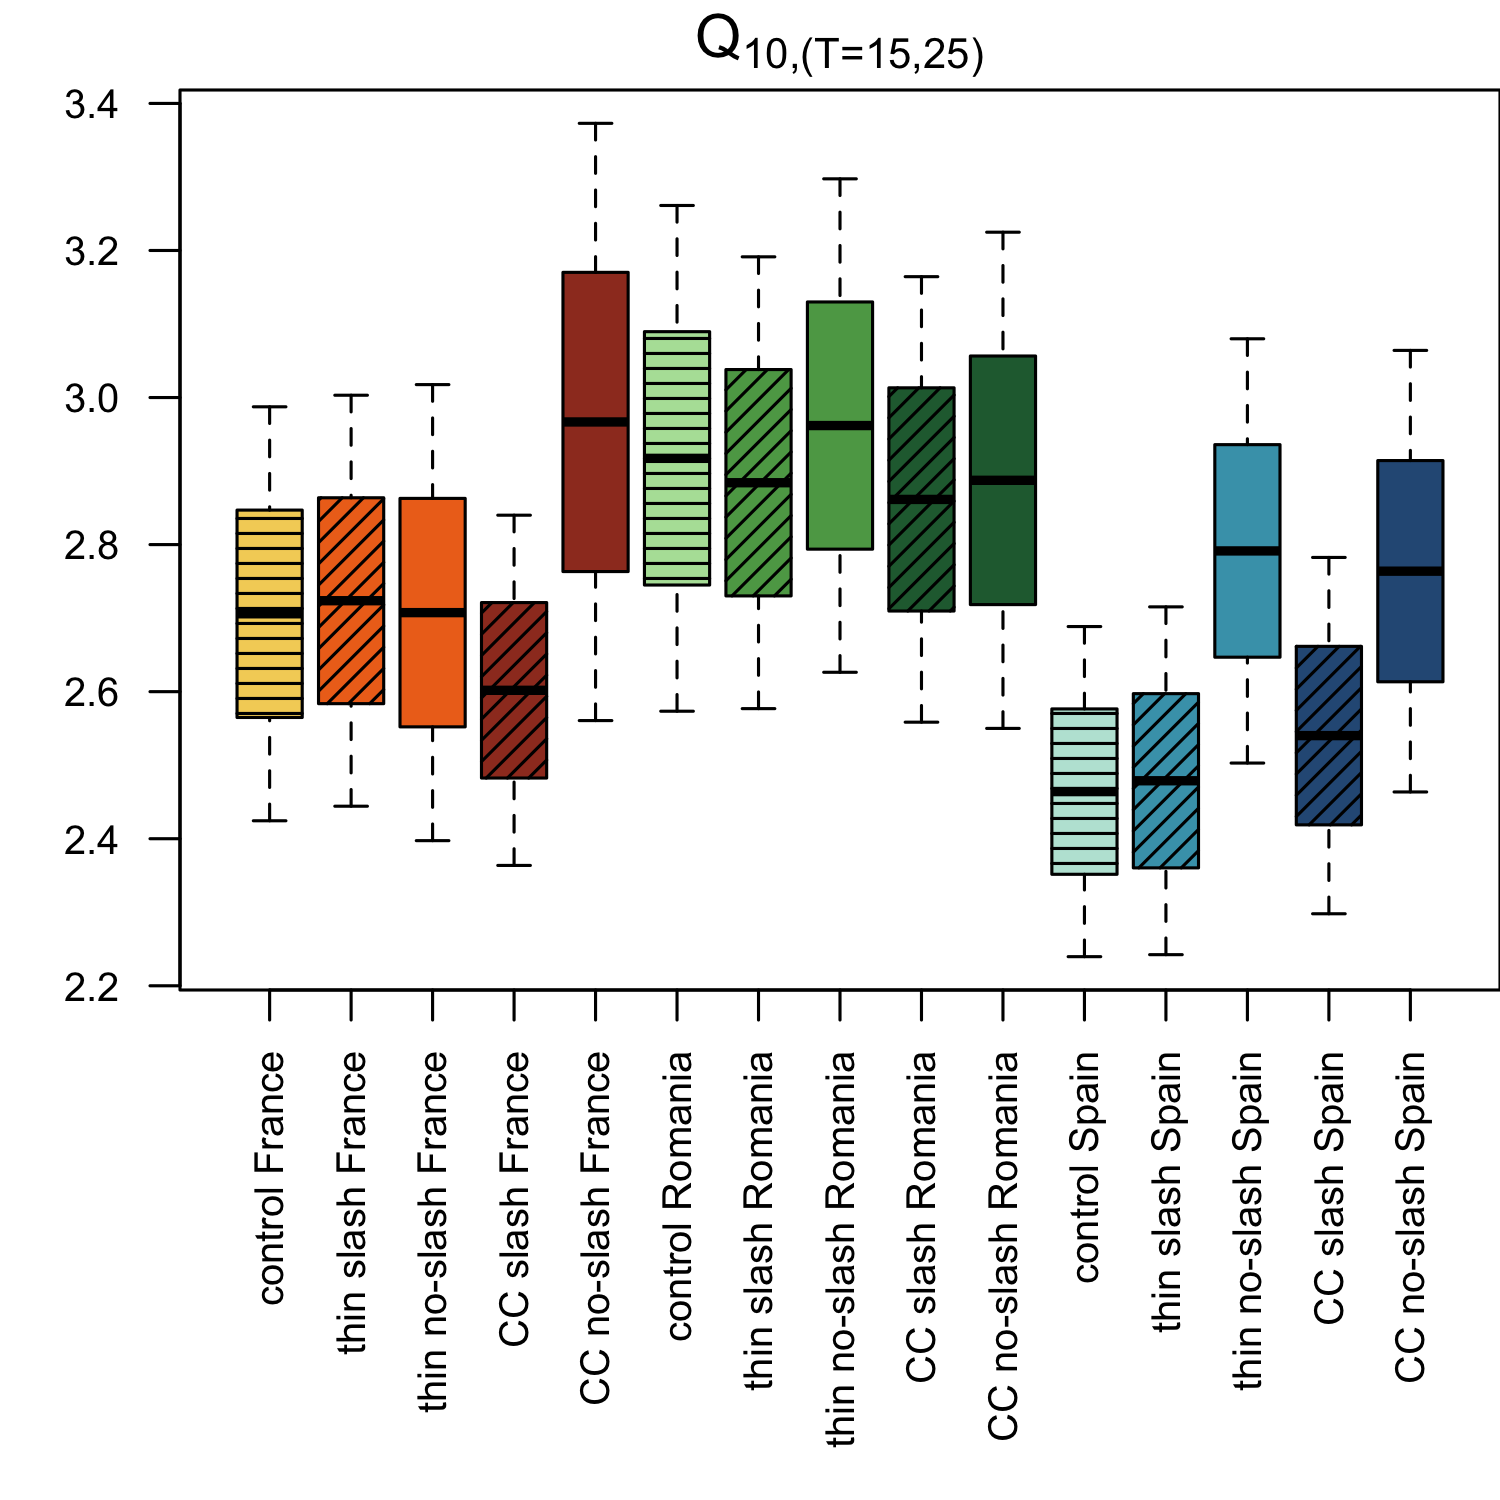 Q10,(T=15,25)
3.4
3.2
3.0
2.8
2.6
2.4
2.2
control France
thin slash France
thin no-slash France
CC slash France
CC no-slash France
control Romania
thin slash Romania
thin no-slash Romania
CC slash Romania
CC no-slash Romania
control Spain
thin slash Spain
thin no-slash Spain
CC slash Spain
CC no-slash Spain